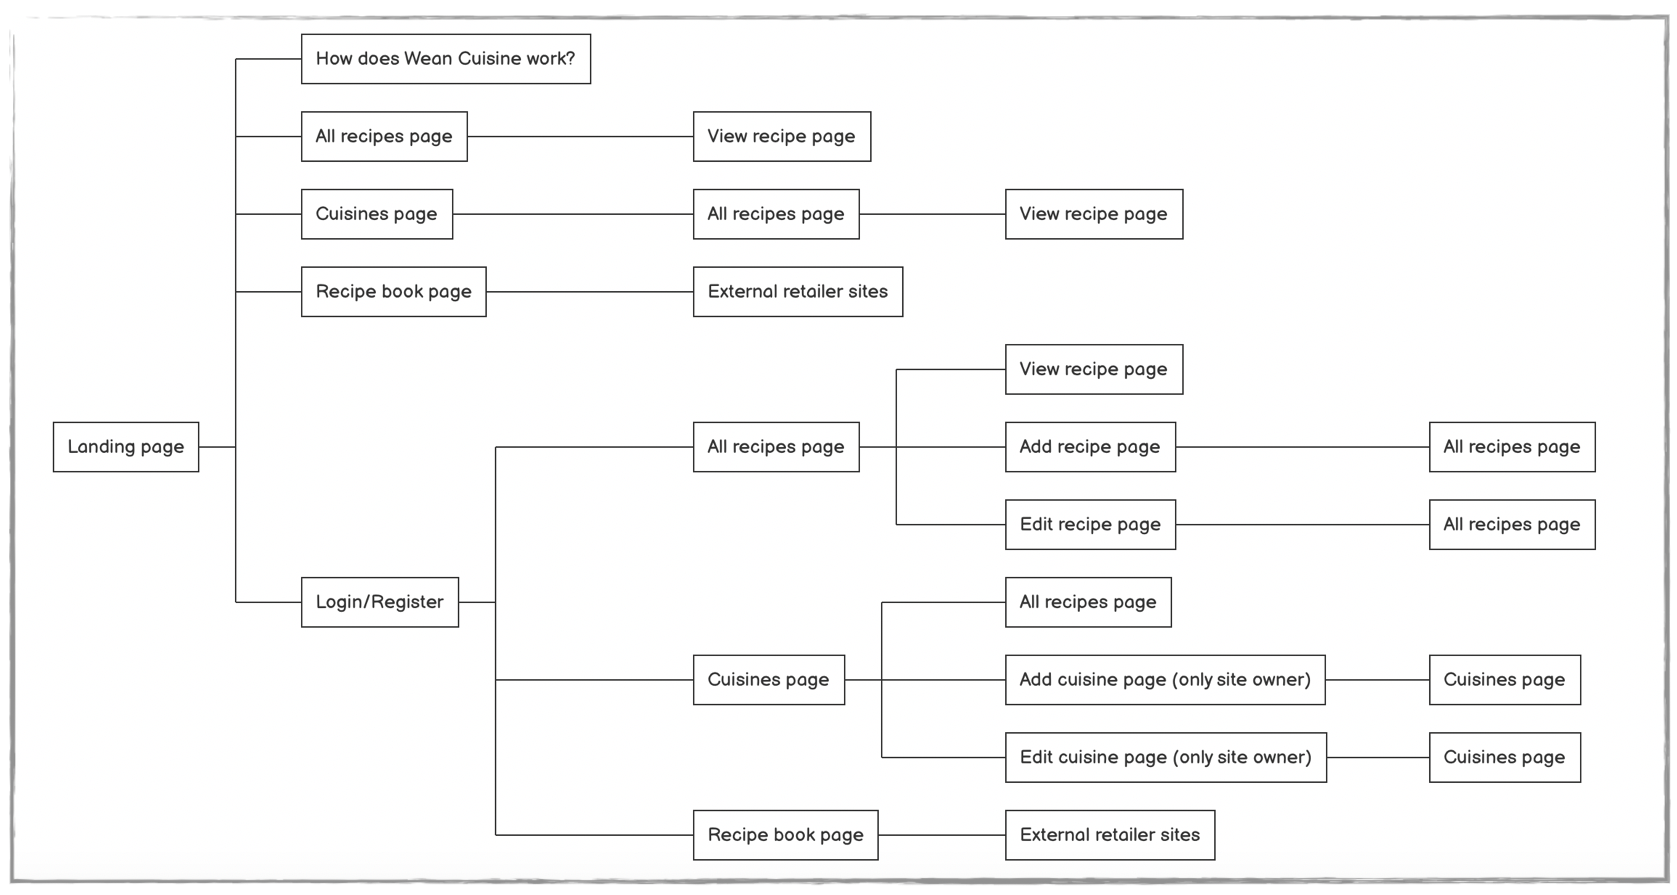 How does Wean Cuisine work?
All recipes page
View recipe page
Cuisines page
All recipes page
View recipe page
Recipe book page
External retailer sites
View recipe page
Landing page
All recipes page
Add recipe page
All recipes page
Edit recipe page
All recipes page
Login/Register
All recipes page
Cuisines page
Add cuisine page (only site owner)
Cuisines page
Edit cuisine page (only site owner)
Cuisines page
Recipe book page
External retailer sites